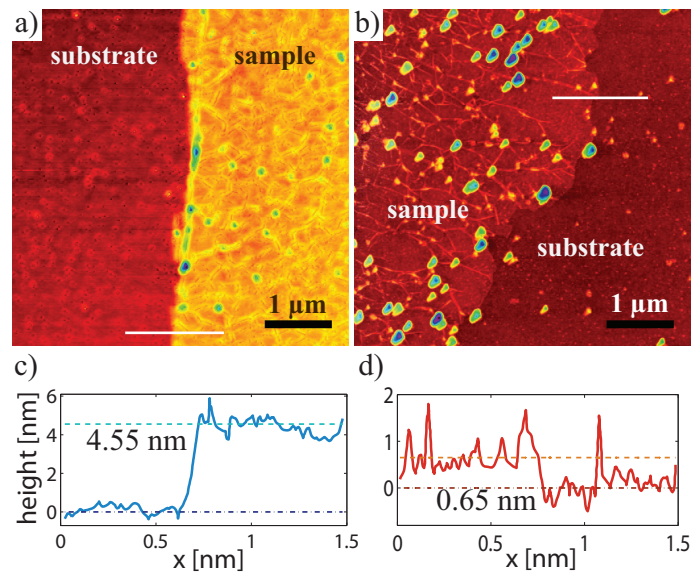 a)
substrate sample
1 µm
b)
sample
substrate
1 µm
c)
height [nm]
6
4
2
0
4.55 nm
0 0.5 1 1.5
x [nm]
d)
2
1
0
0.65 nm
0 0.5 1 1.5
x [nm]